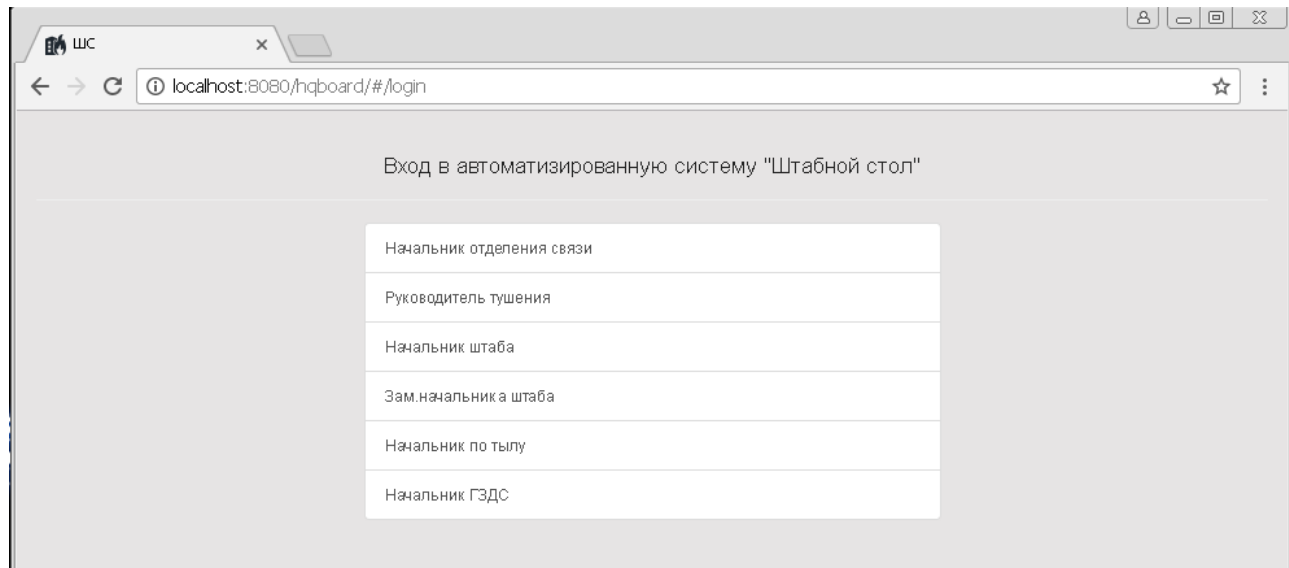 ШС
localhost:8080/hqboard/#/login
Вход в автоматизированную систему "Штабной стол"
Начальник отделения связи
Руководитель тушения
Начальник штаба
Зам.начальника штаба
Начальник по тылу
Начальник ГЗДС